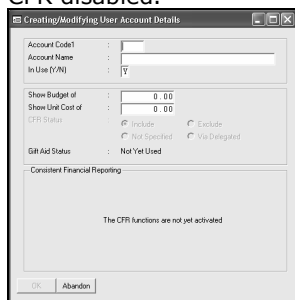 CFR disabled.
Creating/Modifying User Account Details
Account Code1 :
Account Name :
In Use (Y/N) : Y
Show Budget of : 0.00
Show Unit Cost of : 0.00
CFR Status : Include Exclude
Not Specified Via Delegated
Gift Aid Status : Not Yet Used
Consistent Financial Reporting
The CFR functions are not yet activated
OK Abandon